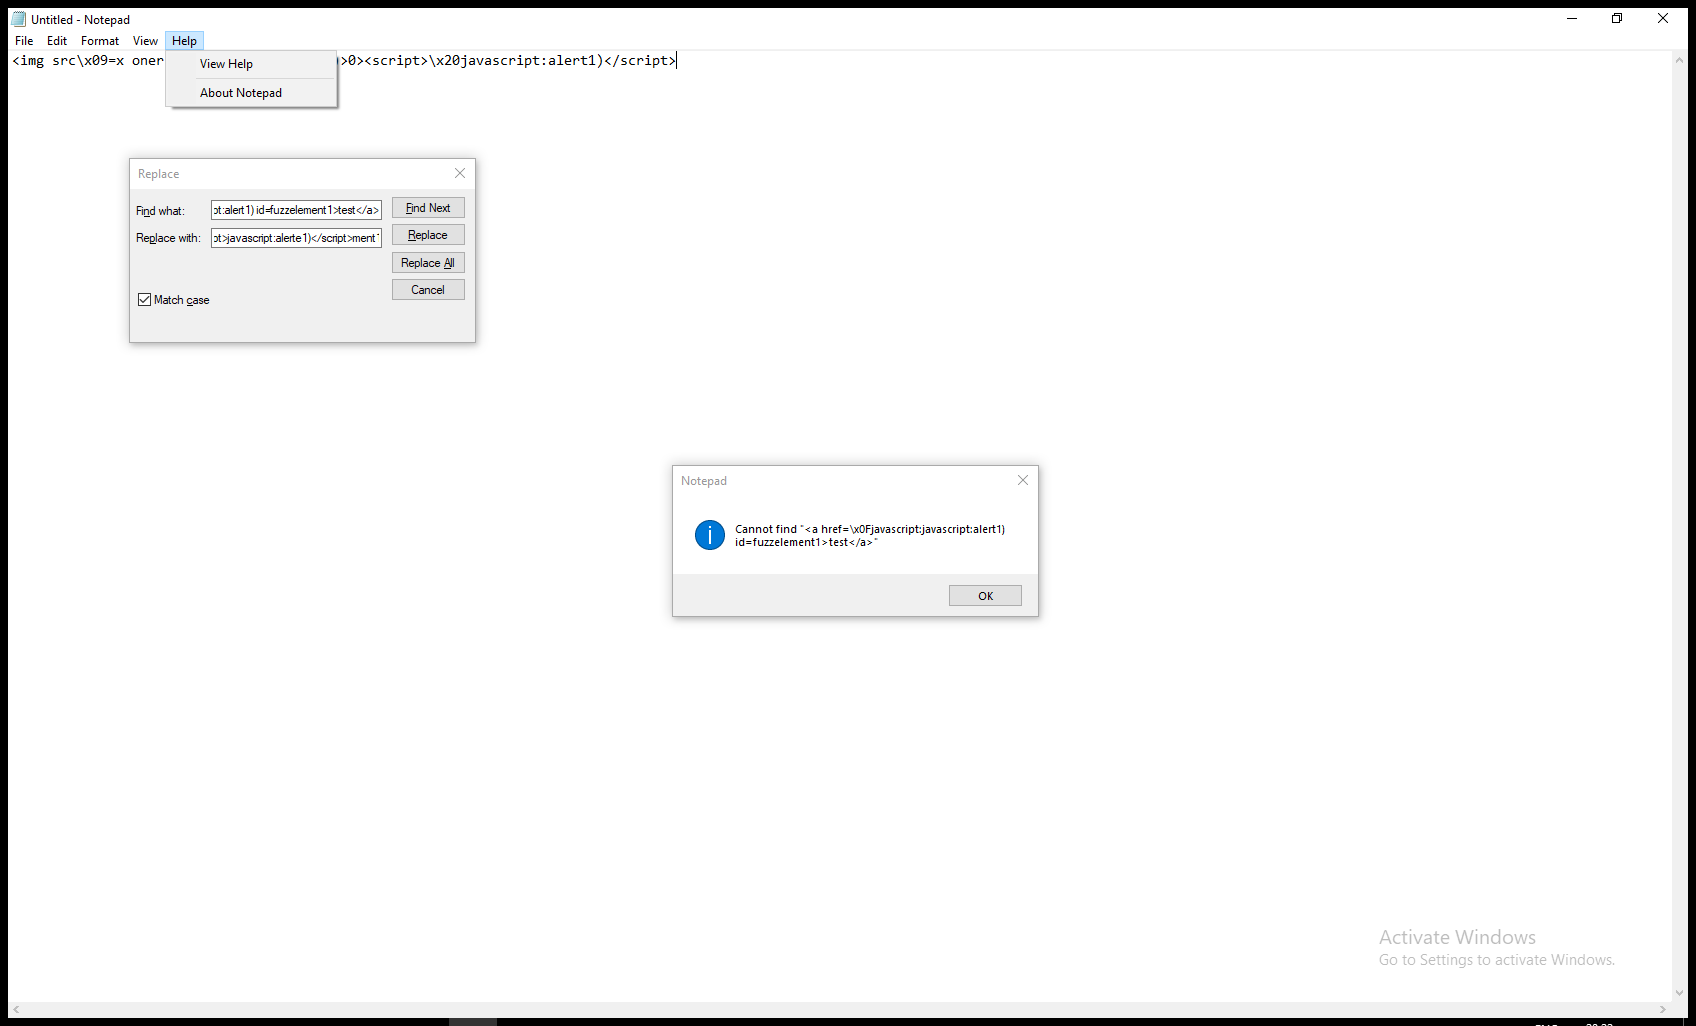 Untitled - Notepad
File Edit Format View Help
<img src\x09=x oner >0><script>\x20javascript:alert1)</script>
View Help
About Notepad
Replace
Find what: pt:alert1) id=fuzzelement1>test</a> Find Next
Replace with: pt>javascript:alerte1)</script>ment Replace
Replace All
Cancel
Match case
Notepad
Cannot find "<a href=\x0Fjavascript:javascript:alert1)
id=fuzzelement1>test</a>"
OK
Activate Windows
Go to Settings to activate Windows.